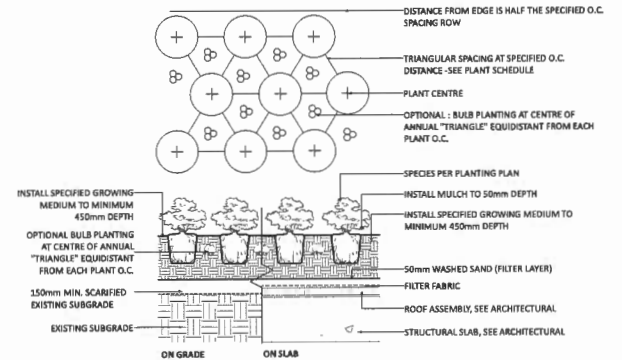 DISTANCE FROM EDGE IS HALF THE SPECIFIED O.C.
SPACING ROW
TRIANGULAR SPACING AT SPECIFIED O.C.
DISTANCE -SEE PLANT SCHEDULE
PLANT CENTRE
OPTIONAL : BULB PLANTING AT CENTRE OF
ANNUAL "TRIANGLE" EQUIDISTANT FROM EACH
PLANT O.C.
SPECIES PER PLANTING PLAN
INSTALL MULCH TO 50mm DEPTH
INSTALL SPECIFIED GROWING MEDIUM TO
MINIMUM 450mm DEPTH
50mm WASHED SAND (FILTER LAYER)
FILTER FABRIC
ROOF ASSEMBLY, SEE ARCHITECTURAL
STRUCTURAL SLAB, SEE ARCHITECTURAL
INSTALL SPECIFIED GROWING
MEDIUM TO MINIMUM
450mm DEPTH
OPTIONAL BULB PLANTING
AT CENTRE OF ANNUAL
"TRIANGLE" EQUIDISTANT
FROM EACH PLANT O.C.
150mm MIN. SCARIFIED
EXISTING SUBGRADE
EXISTING SUBGRADE
ON GRADE
ON SLAB